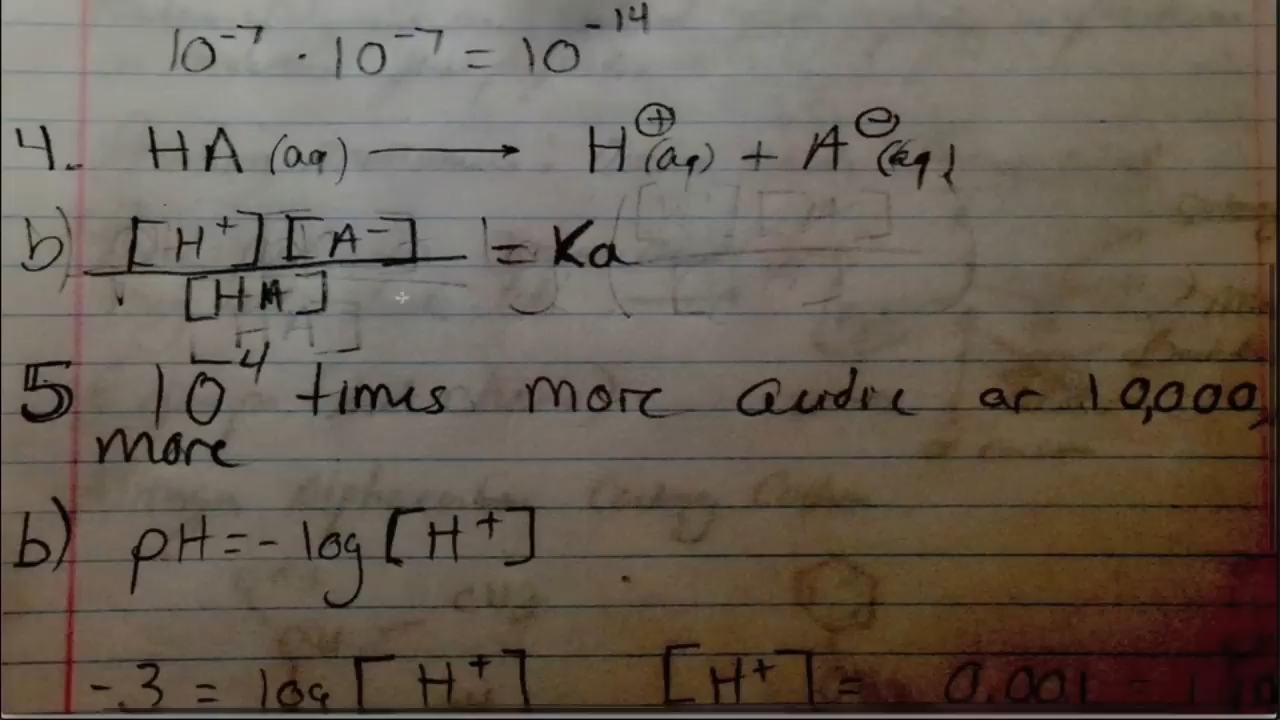 10⁻⁷ · 10⁻⁷ = 10⁻¹⁴
4. HA (aq) ⟶ H⊕(aq) + A⊖(aq)
b) [H⁺][A⁻] = Ka
[HA]
5 10⁻⁴ times more acidic or 10,000,
more
b) pH = - log [H⁺]
-.3 = log [H⁺] [H⁺] = 0.001 =